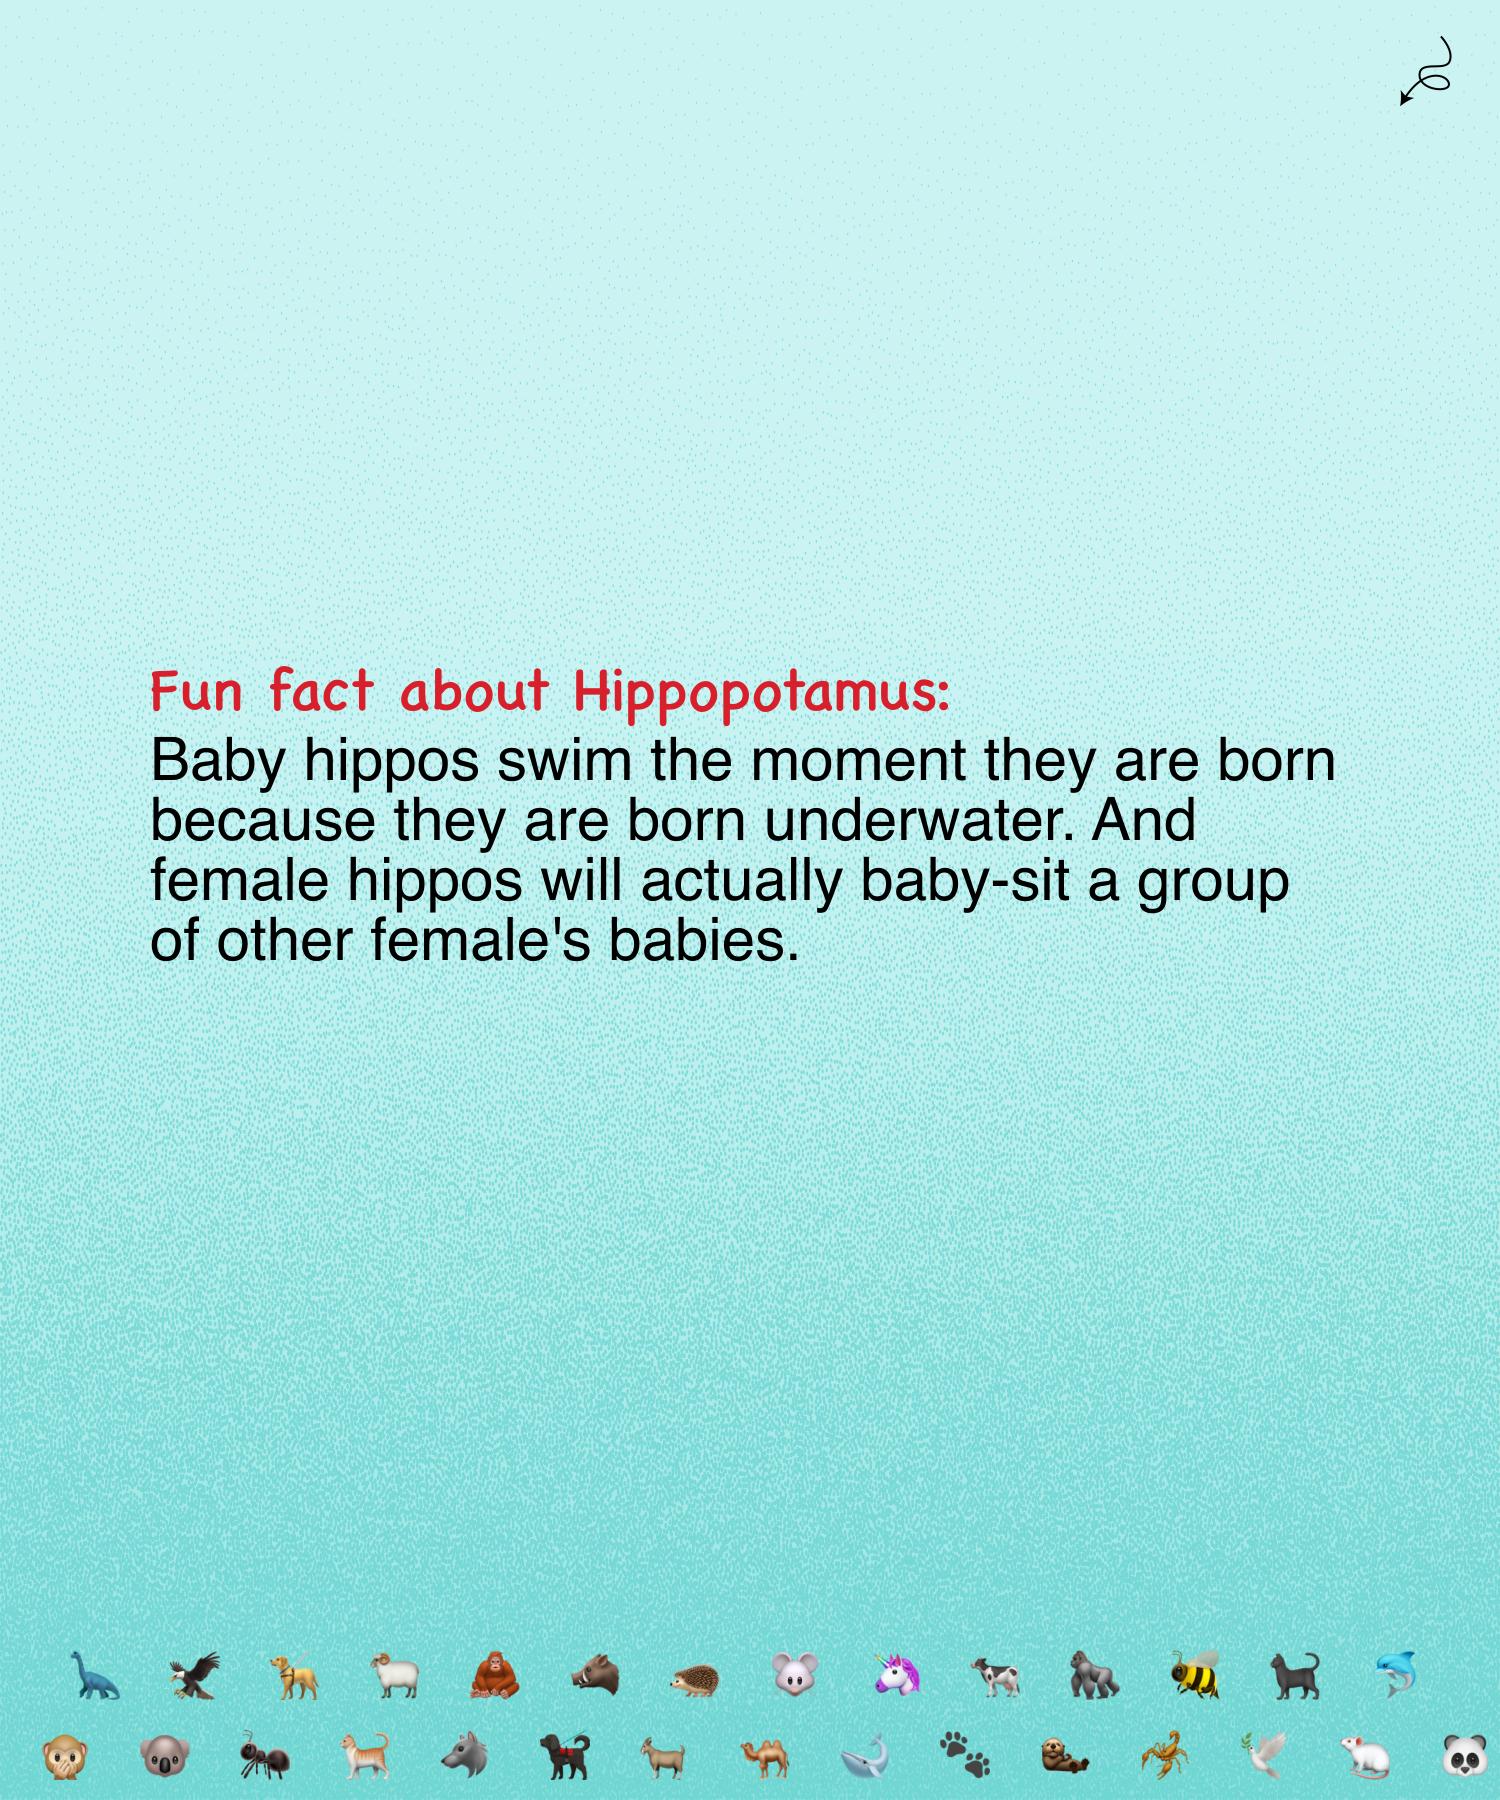 Fun fact about Hippopotamus:
Baby hippos swim the moment they are born
because they are born underwater. And
female hippos will actually baby-sit a group
of other female's babies.